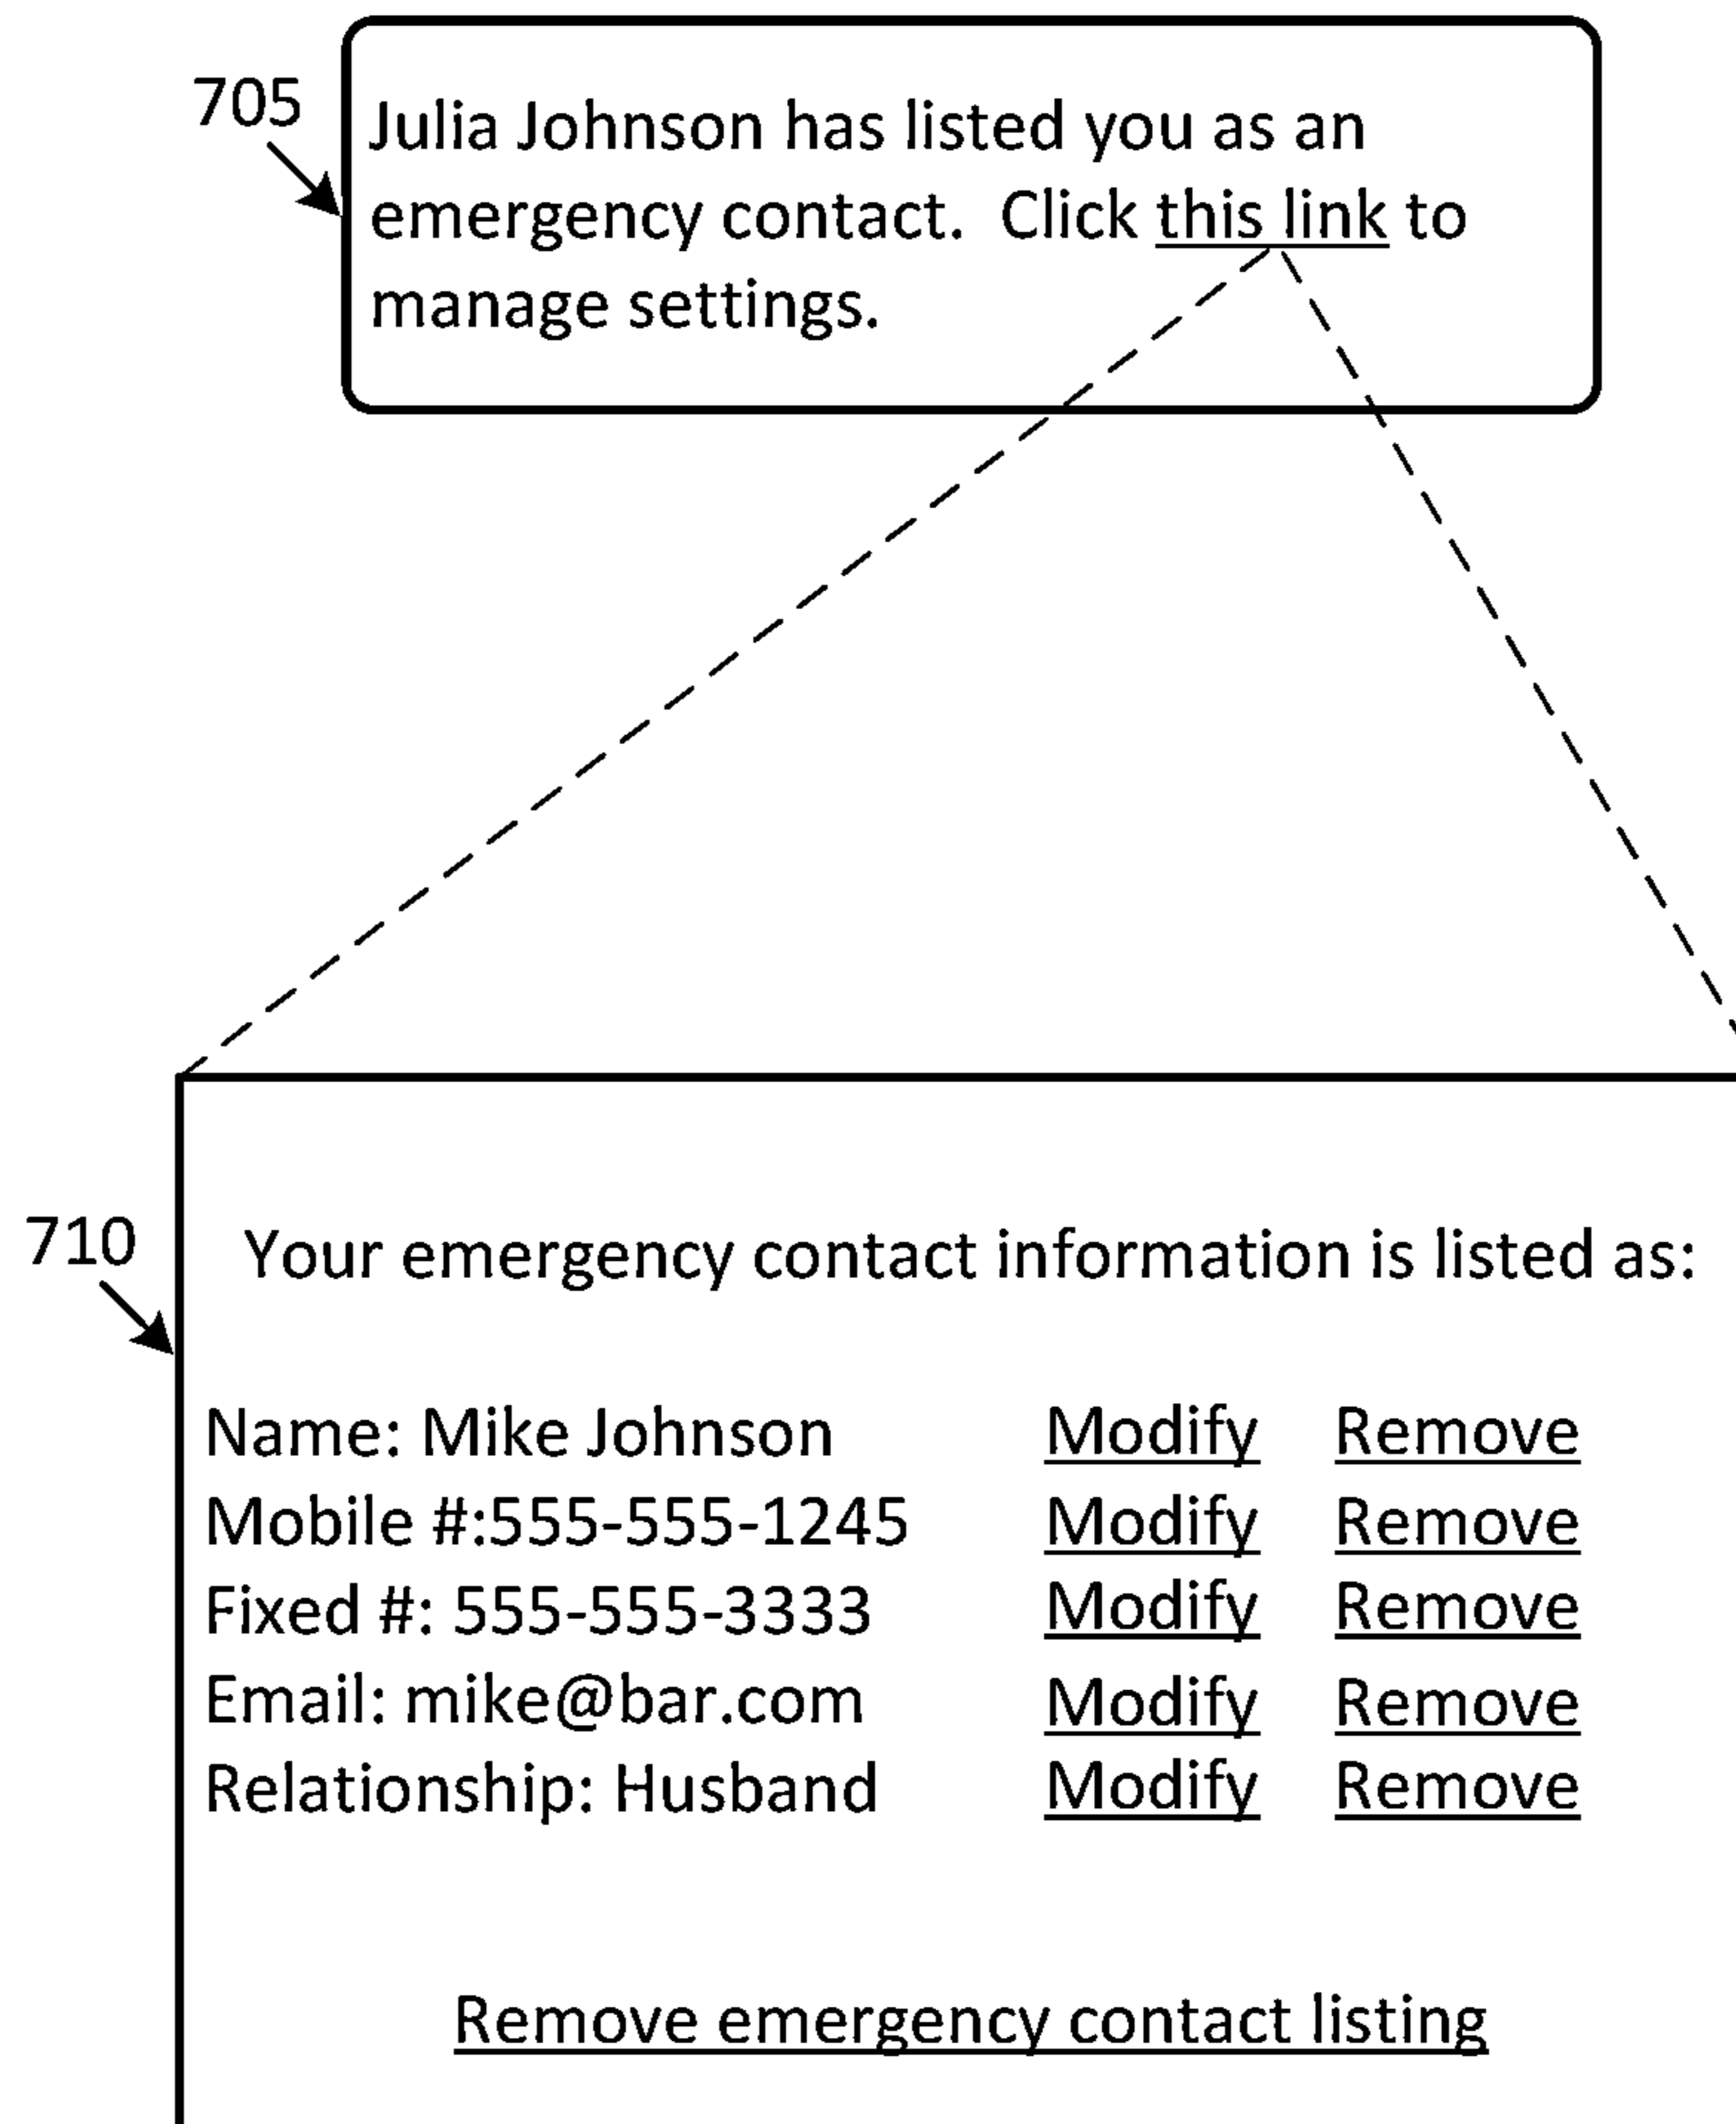 705
Julia Johnson has listed you as an
emergency contact.  Click this link to
manage settings.
710
Your emergency contact information is listed as:
Name: Mike Johnson Modify Remove
Mobile #:555-555-1245 Modify Remove
Fixed #: 555-555-3333 Modify Remove
Email: mike@bar.com Modify Remove
Relationship: Husband Modify Remove
Remove emergency contact listing